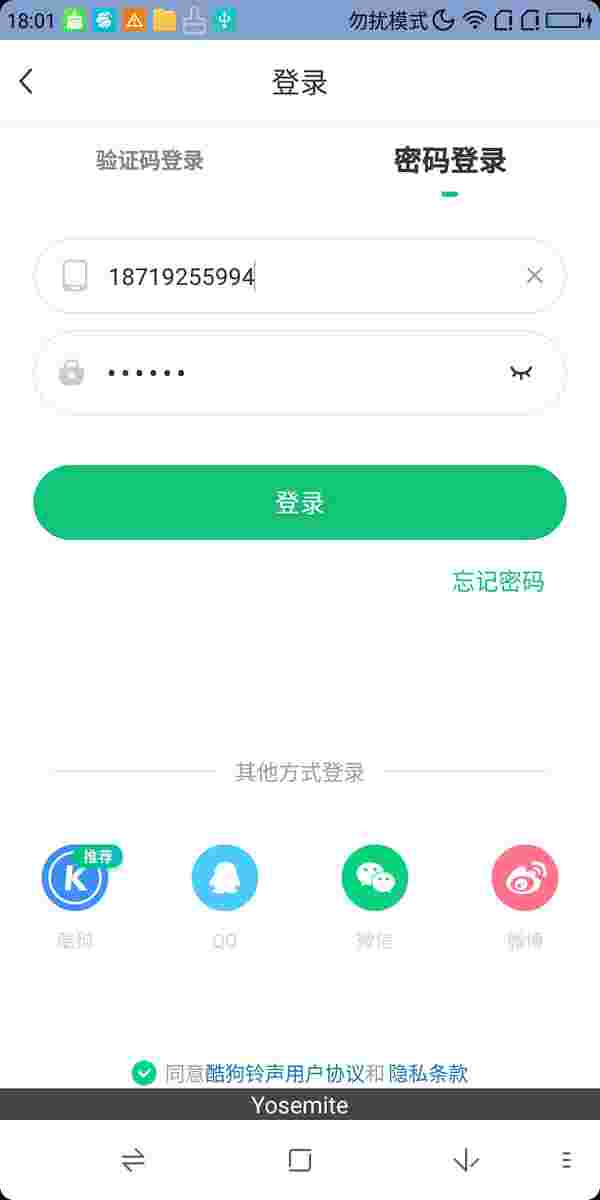 18:01 勿扰模式
登录
验证码登录 密码登录
18719255994
••••••
登录
忘记密码
其他方式登录
推荐
酷狗 QQ 微信 微博
同意酷狗铃声用户协议和 隐私条款
Yosemite